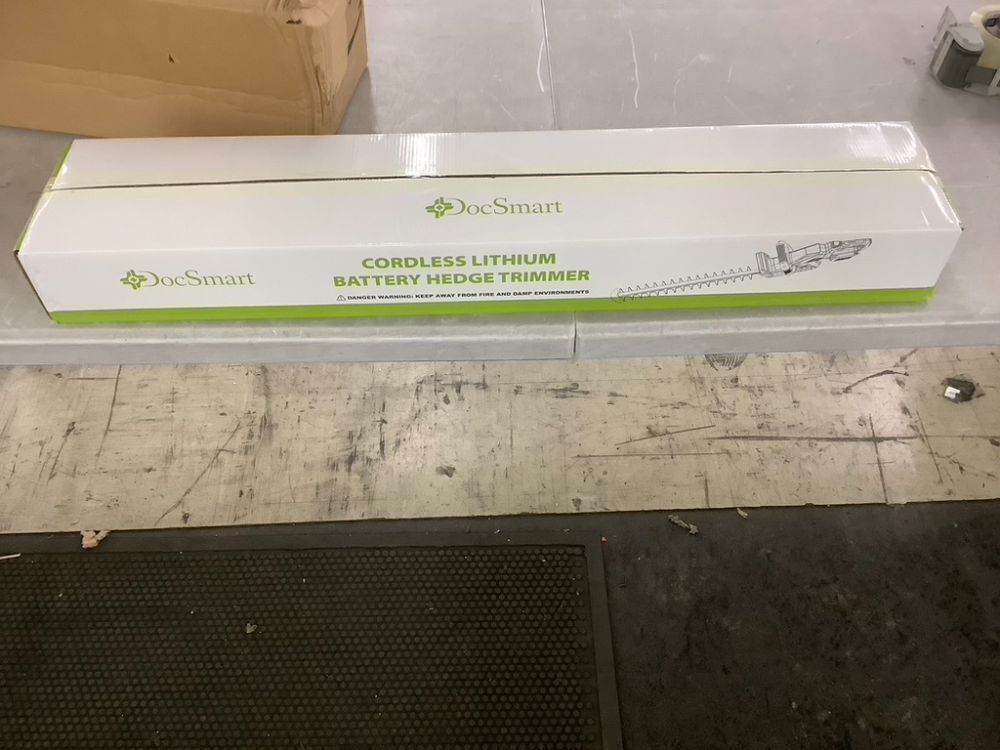 DocSmart
DocSmart
CORDLESS LITHIUM
BATTERY HEDGE TRIMMER
DANGER WARNING: KEEP AWAY FROM FIRE AND DAMP ENVIRONMENTS